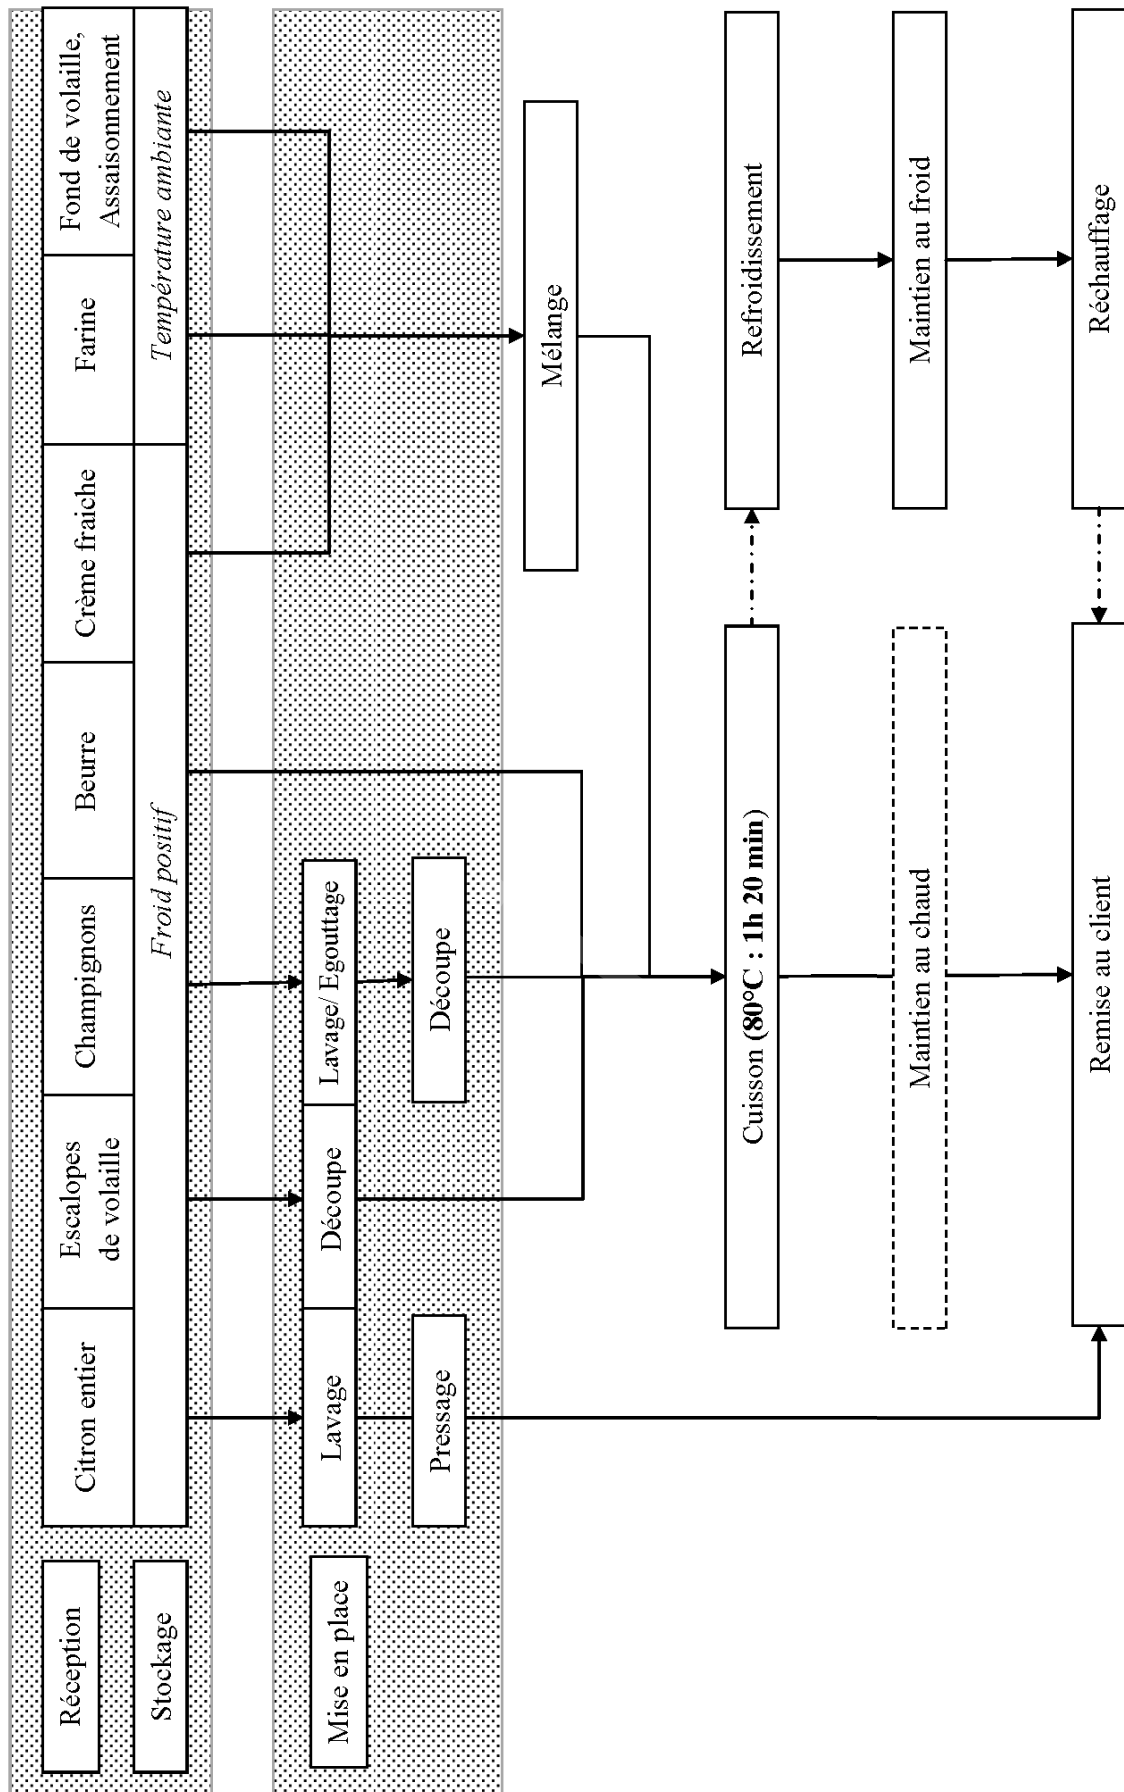 Réception
Citron entier
Escalopes
de volaille
Champignons
Beurre
Crème fraiche
Farine
Fond de volaille,
Assaisonnement
Stockage
Froid positif
Température ambiante
Mise en place
Lavage
Découpe
Lavage/ Egouttage
Pressage
Découpe
Mélange
Cuisson (80°C : 1h 20 min)
Refroidissement
Maintien au chaud
Maintien au froid
Remise au client
Réchauffage